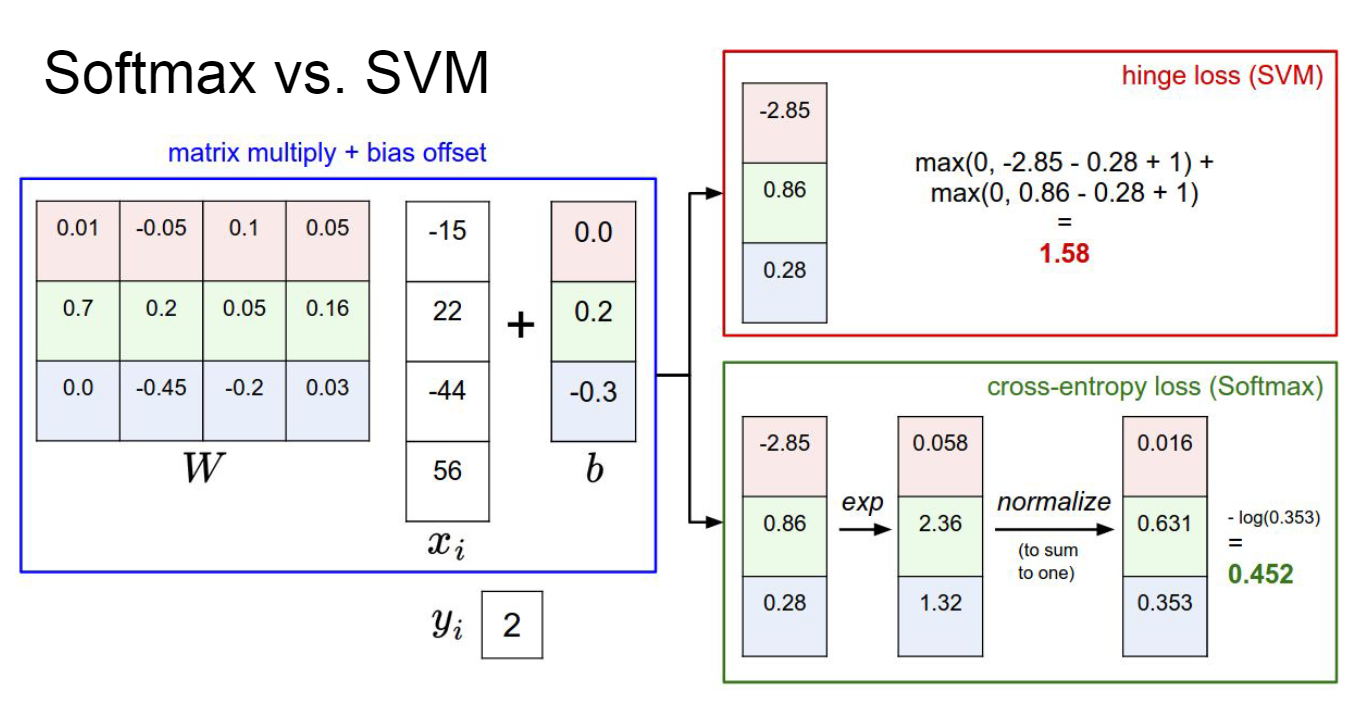 Softmax vs. SVM
matrix multiply + bias offset
0.01 -0.05 0.1 0.05
0.7 0.2 0.05 0.16
0.0 -0.45 -0.2 0.03
W
-15
22
-44
56
x_i
+
0.0
0.2
-0.3
b
y_i 2
hinge loss (SVM)
-2.85
0.86
0.28
max(0, -2.85 - 0.28 + 1) +
max(0, 0.86 - 0.28 + 1)
=
1.58
cross-entropy loss (Softmax)
-2.85
0.86
0.28
exp
0.058
2.36
1.32
normalize
(to sum
to one)
0.016
0.631
0.353
- log(0.353)
=
0.452